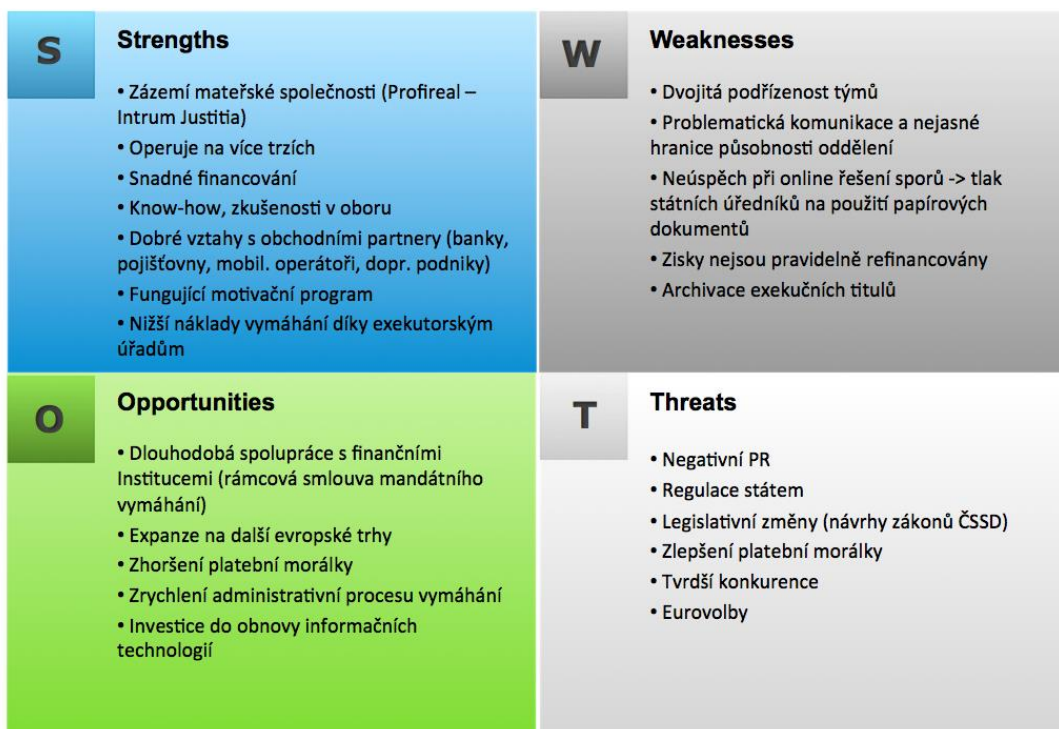 S
Strengths
• Zázemí mateřské společnosti (Profireal –
Intrum Justitia)
• Operuje na více trzích
• Snadné financování
• Know-how, zkušenosti v oboru
• Dobré vztahy s obchodními partnery (banky,
pojišťovny, mobil. operátoři, dopr. podniky)
• Fungující motivační program
• Nižší náklady vymáhání díky exekutorským
úřadům
W
Weaknesses
• Dvojitá podřízenost týmů
• Problematická komunikace a nejasné
hranice působnosti oddělení
• Neúspěch při online řešení sporů -> tlak
státních úředníků na použití papírových
dokumentů
• Zisky nejsou pravidelně refinancovány
• Archivace exekučních titulů
O
Opportunities
• Dlouhodobá spolupráce s finančními
Institucemi (rámcová smlouva mandátního
vymáhání)
• Expanze na další evropské trhy
• Zhoršení platební morálky
• Zrychlení administrativní procesu vymáhání
• Investice do obnovy informačních
technologií
T
Threats
• Negativní PR
• Regulace státem
• Legislativní změny (návrhy zákonů ČSSD)
• Zlepšení platební morálky
• Tvrdší konkurence
• Eurovolby